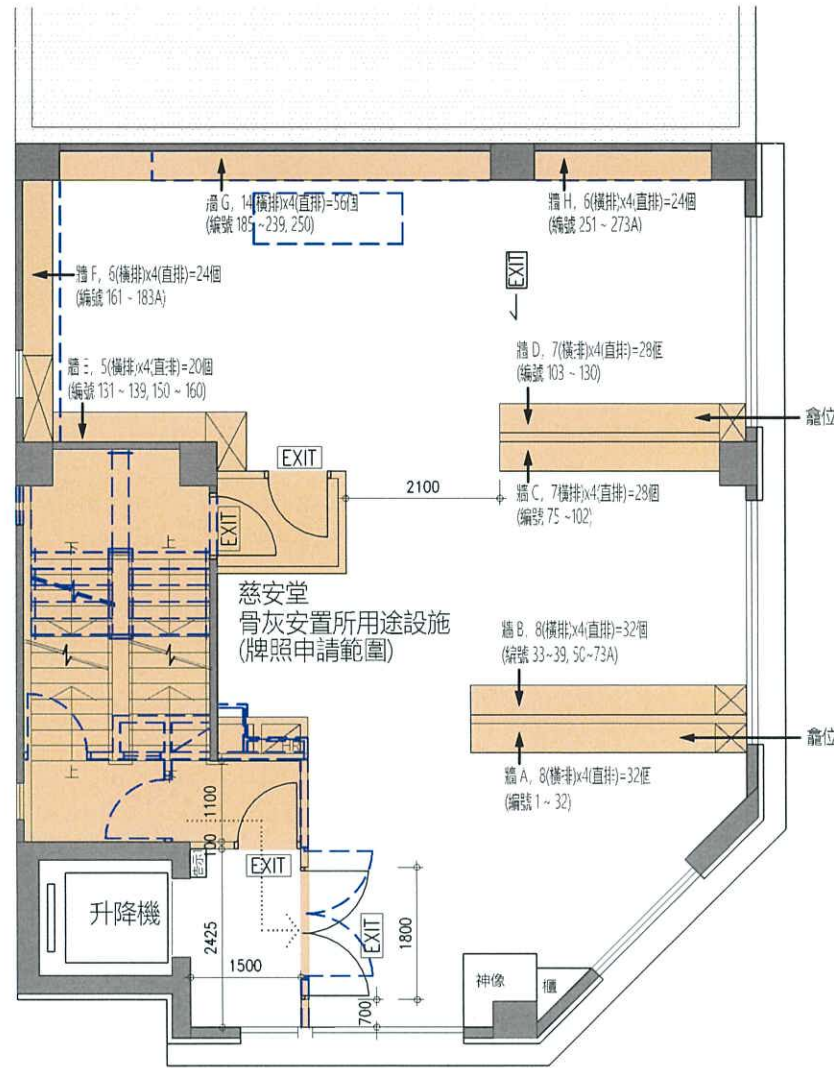 牆 G, 14(橫排)x4(直排)=56個
(編號 185 ~239, 250)
牆 H, 6(橫排)x4(直排)=24個
(編號 251 ~ 273A)
牆 F, 6(橫排)x4(直排)=24個
(編號 161 ~ 183A)
EXIT
牆 E, 5(橫排)x4(直排)=20個
(編號 131 ~ 139, 150 ~ 160)
牆 D, 7(橫排)x4(直排)=28個
(編號 103 ~ 130)
龕位
EXIT
2100
牆 C, 7(橫排)x4(直排)=28個
(編號 75 ~102)
EXIT
下
上
慈安堂
骨灰安置所用途設施
(牌照申請範圍)
牆 B, 8(橫排)x4(直排)=32個
(編號 33~39, 50~73A)
龕位
上
上
牆 A, 8(橫排)x4(直排)=32個
(編號 1 ~ 32)
1100
100
告示
EXIT
升降機
2425
1500
EXIT
1800
700
神像
櫃